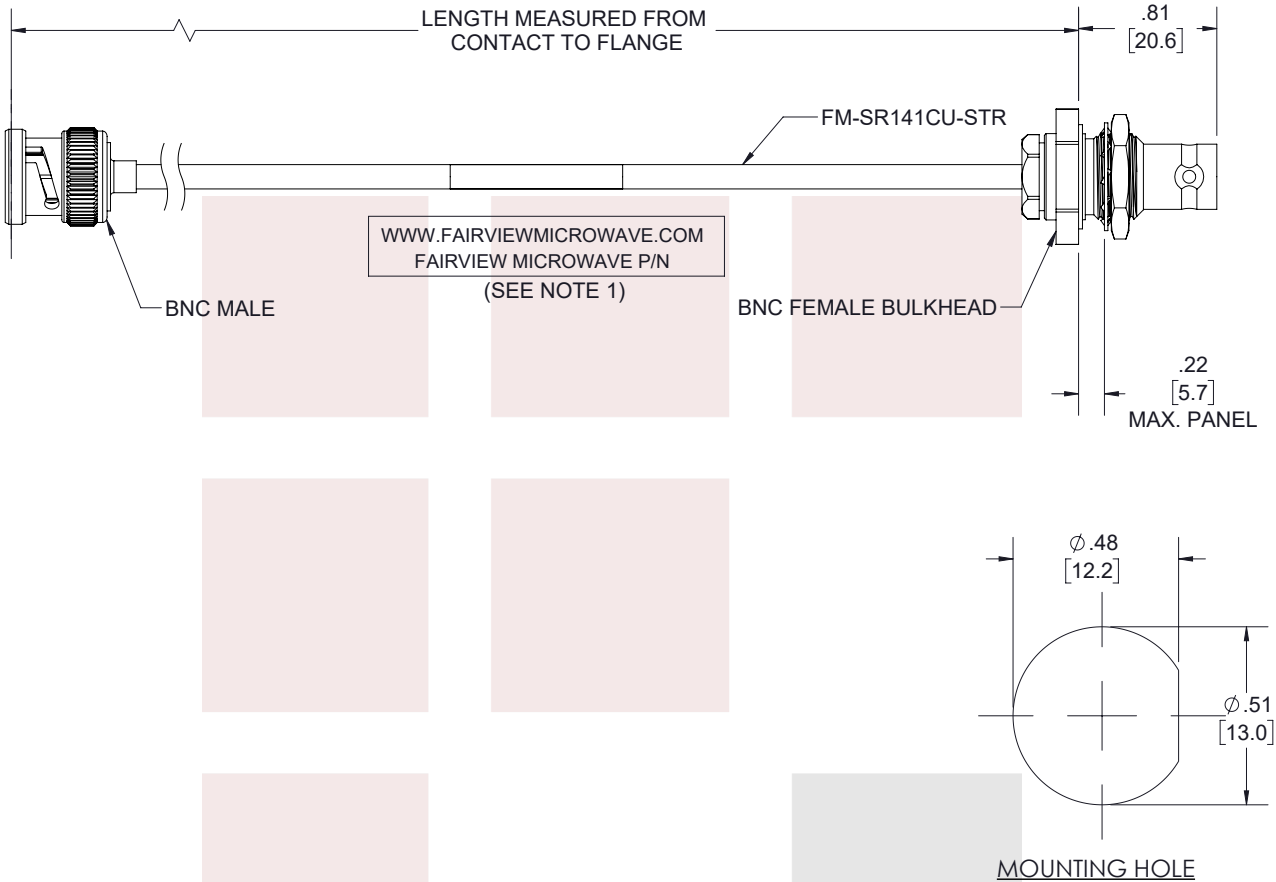 LENGTH MEASURED FROM
CONTACT TO FLANGE
.81
[20.6]
FM-SR141CU-STR
WWW.FAIRVIEWMICROWAVE.COM
FAIRVIEW MICROWAVE P/N
(SEE NOTE 1)
BNC MALE
BNC FEMALE BULKHEAD
.22
[5.7]
MAX. PANEL
∅.48
[12.2]
∅.51
[13.0]
MOUNTING HOLE